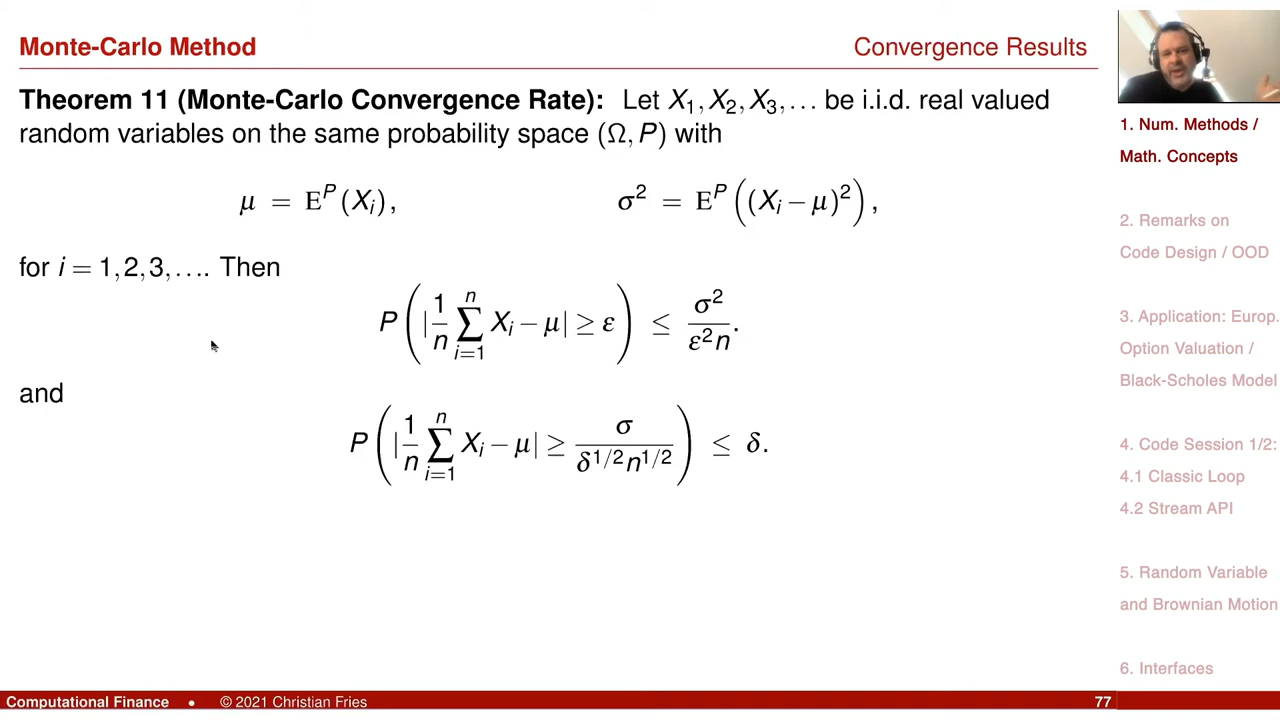 Monte-Carlo Method
Convergence Results
Theorem 11 (Monte-Carlo Convergence Rate): Let X₁, X₂, X₃, … be i.i.d. real valued
random variables on the same probability space (Ω, P) with
μ = Eᴾ(Xᵢ), σ² = Eᴾ((Xᵢ − μ)²),
for i = 1, 2, 3, …. Then
P(|1/n ∑ᵢ₌₁ⁿ Xᵢ − μ| ≥ ε) ≤ σ²/ε²n.
and
P(|1/n ∑ᵢ₌₁ⁿ Xᵢ − μ| ≥ σ/δ^{1/2}n^{1/2}) ≤ δ.
1. Num. Methods /
Math. Concepts
2. Remarks on
Code Design / OOD
3. Application: Europ.
Option Valuation /
Black-Scholes Model
4. Code Session 1/2:
4.1 Classic Loop
4.2 Stream API
5. Random Variable
and Brownian Motion
6. Interfaces
Computational Finance • © 2021 Christian Fries
77